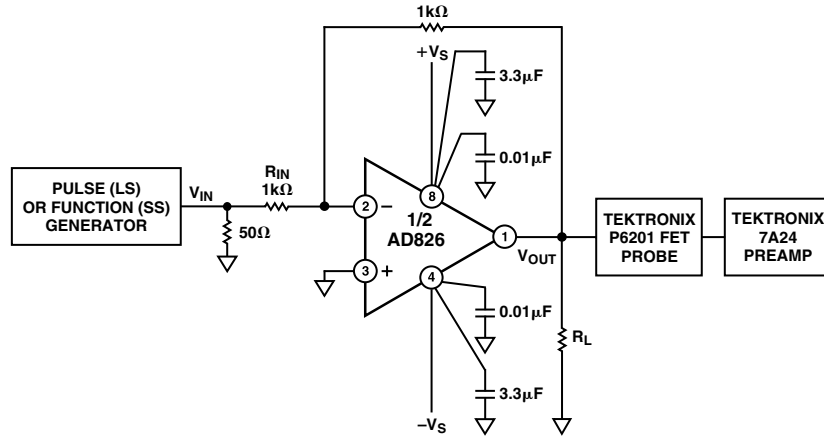 1kΩ
+VS
3.3μF
0.01μF
PULSE (LS)
OR FUNCTION (SS)
GENERATOR
VIN
RIN
1kΩ
50Ω
2
−
8
1/2
AD826
3
+
4
1
VOUT
TEKTRONIX
P6201 FET
PROBE
TEKTRONIX
7A24
PREAMP
0.01μF
RL
3.3μF
−VS